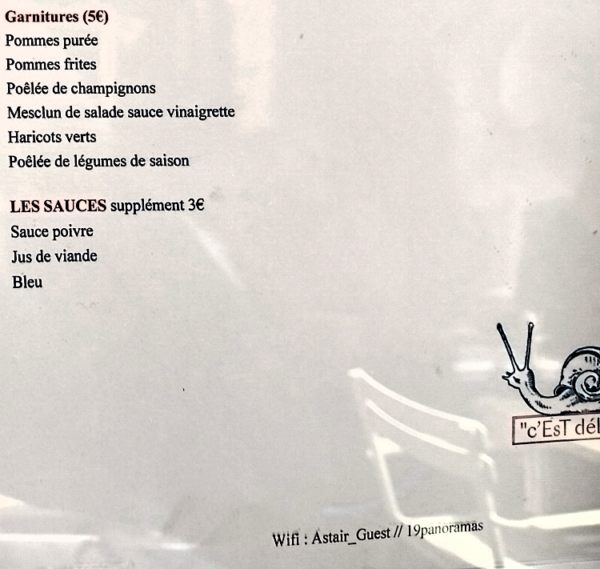 Garnitures (5€)
Pommes purée
Pommes frites
Poêlée de champignons
Mesclun de salade sauce vinaigrette
Haricots verts
Poêlée de légumes de saison
LES SAUCES supplément 3€
Sauce poivre
Jus de viande
Bleu
"c'EsT dél
Wifi : Astair_Guest // 19panoramas